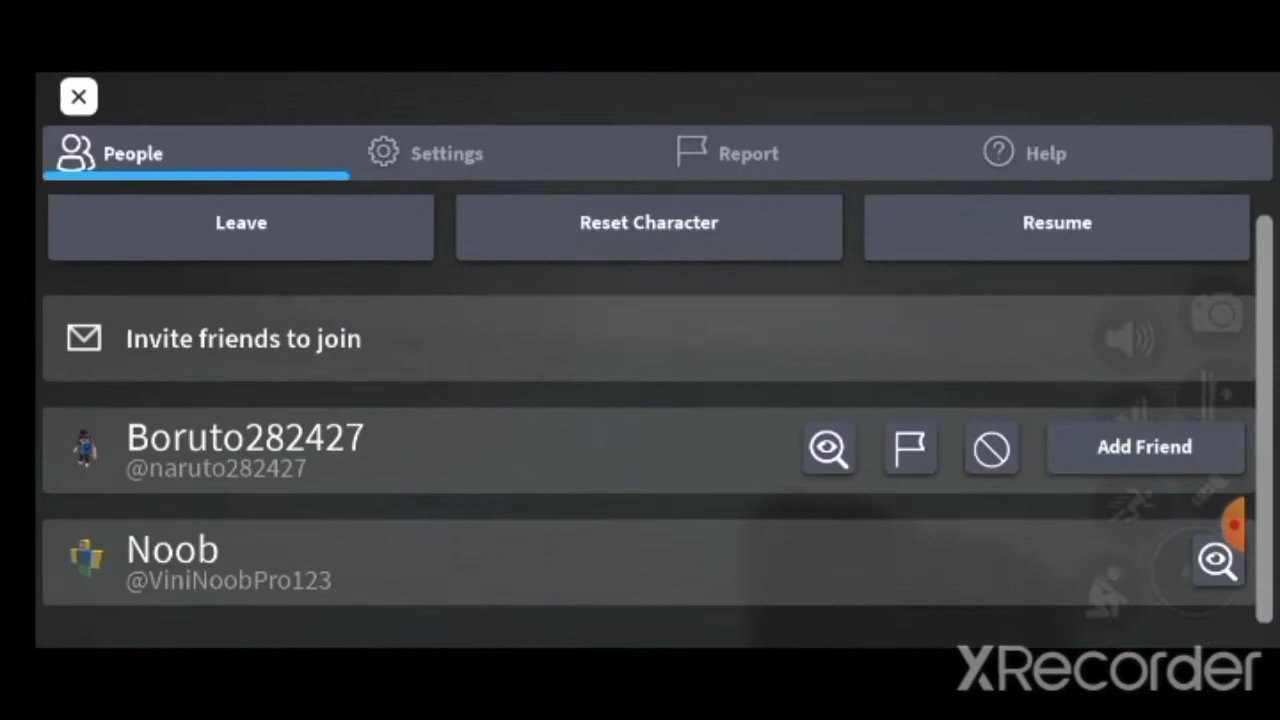 People
Settings
Report
Help
Leave
Reset Character
Resume
Invite friends to join
Boruto282427
@naruto282427
Add Friend
Noob
@ViniNoobPro123
XRecorder